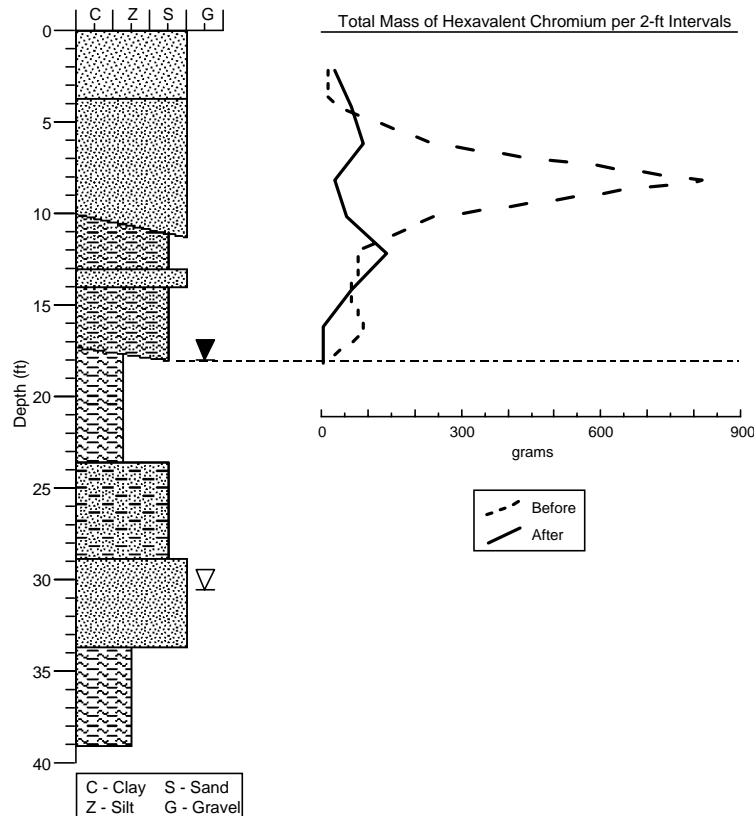 C Z S G
Total Mass of Hexavalent Chromium per 2-ft Intervals
0
5
10
15
20
25
30
35
40
Depth (ft)
0 300 600 900
grams
Before
After
C - Clay S - Sand
Z - Silt G - Gravel